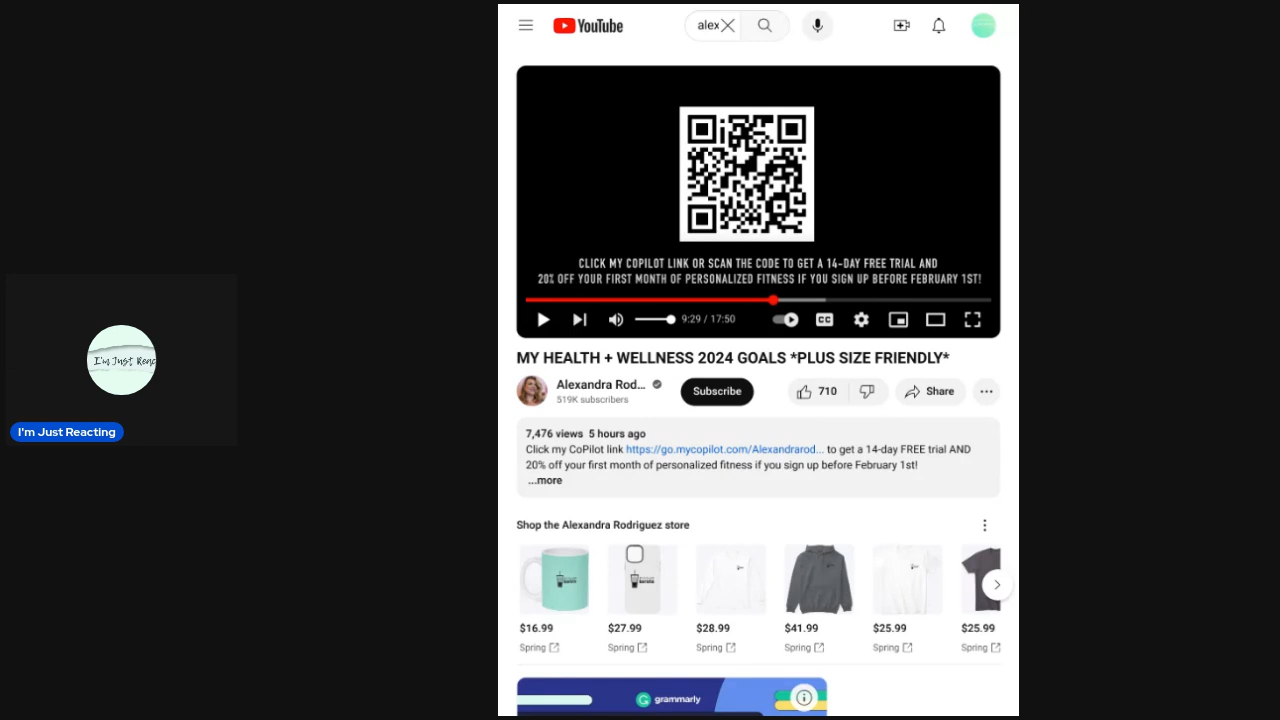 alex
YouTube
CLICK MY COPILOT LINK OR SCAN THE CODE TO GET A 14-DAY FREE TRIAL AND
20% OFF YOUR FIRST MONTH OF PERSONALIZED FITNESS IF YOU SIGN UP BEFORE FEBRUARY 1ST!
9:29 / 17:50
CC
MY HEALTH + WELLNESS 2024 GOALS *PLUS SIZE FRIENDLY*
Alexandra Rod...
519K subscribers
Subscribe
710
Share
7,476 views 5 hours ago
Click my CoPilot link https://go.mycopilot.com/Alexandrarod... to get a 14-day FREE trial AND
20% off your first month of personalized fitness if you sign up before February 1st!
...more
I'm Just Reac
I'm Just Reacting
Shop the Alexandra Rodriguez store
$16.99 $27.99 $28.99 $41.99 $25.99 $25.99
Spring Spring Spring Spring Spring Spring
grammarly